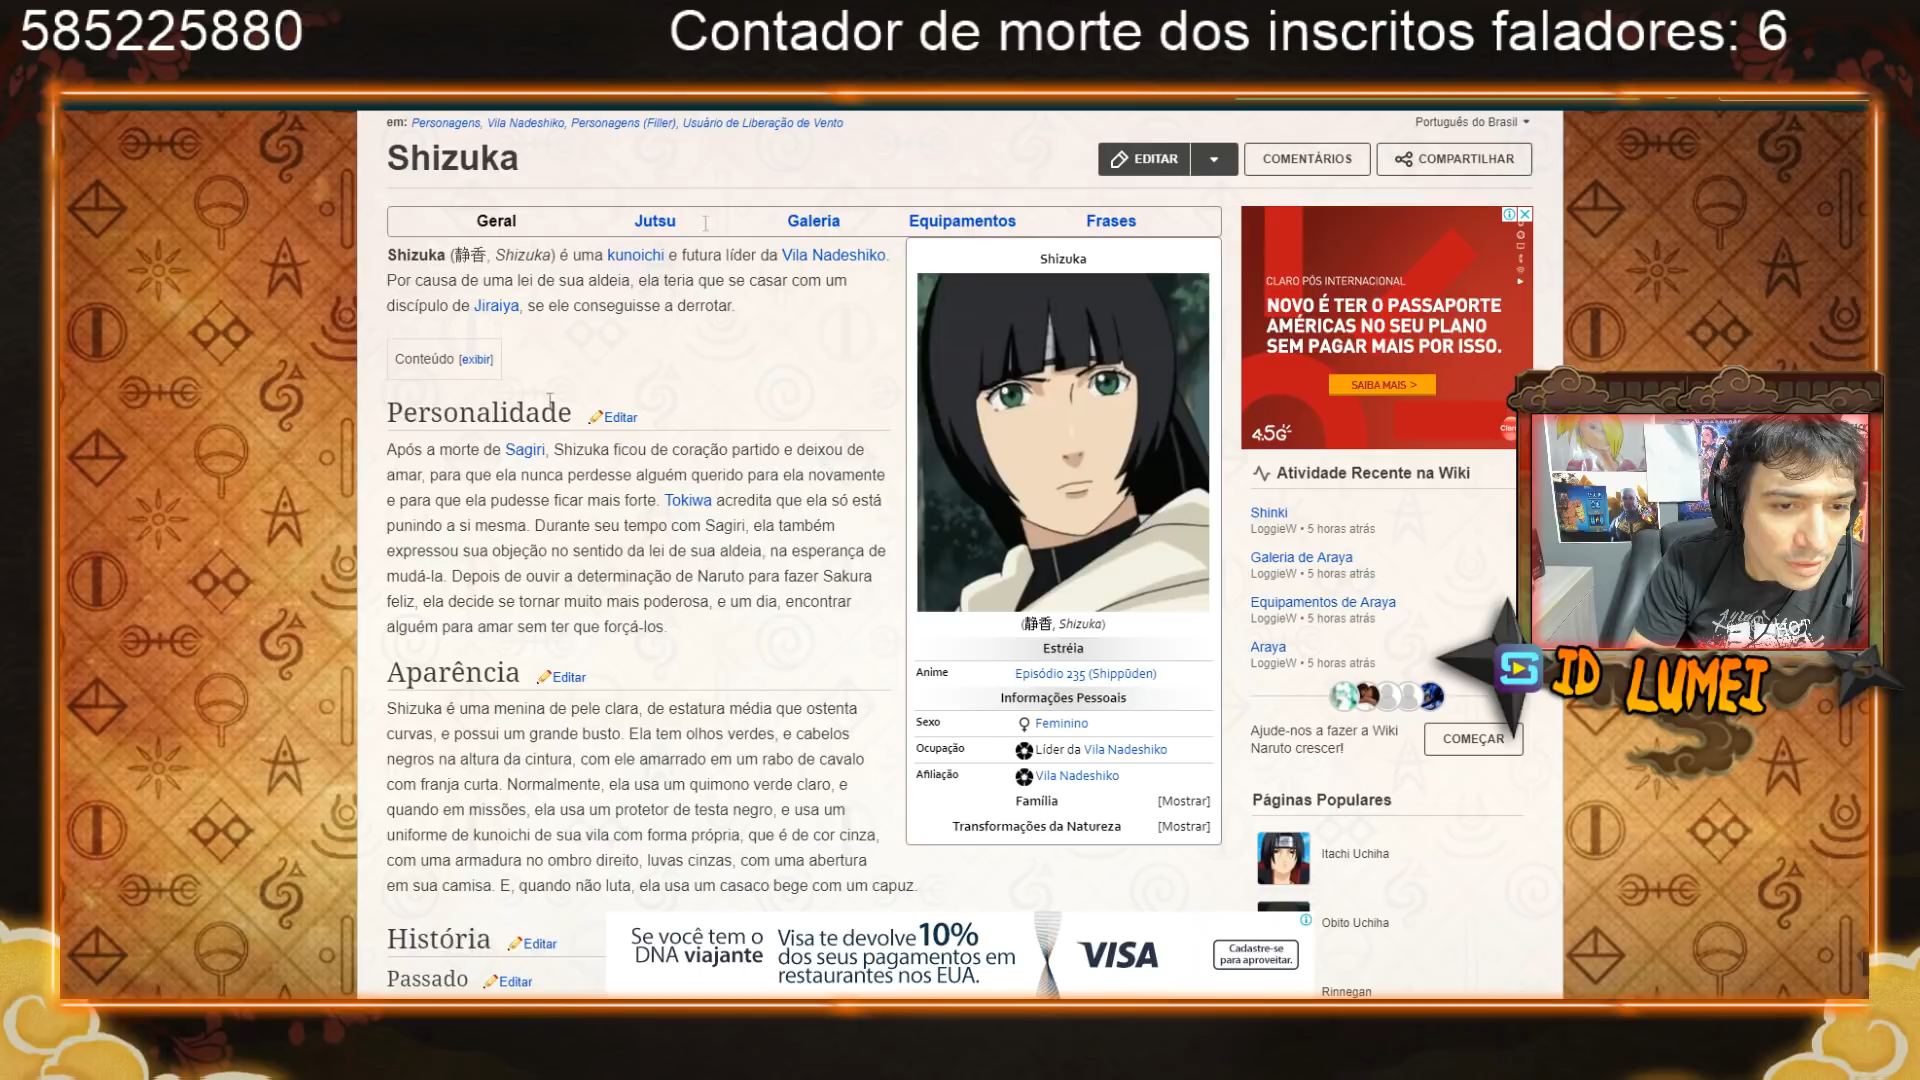 585225880
Contador de morte dos inscritos faladores: 6
em: Personagens, Vila Nadeshiko, Personagens (Filler), Usuário de Liberação de Vento
Português do Brasil
Shizuka
EDITAR
COMENTÁRIOS
COMPARTILHAR
Geral Jutsu Galeria Equipamentos Frases
Shizuka (静香, Shizuka) é uma kunoichi e futura líder da Vila Nadeshiko.
Por causa de uma lei de sua aldeia, ela teria que se casar com um
discípulo de Jiraiya, se ele conseguisse a derrotar.
Conteúdo [exibir]
Personalidade Editar
Após a morte de Sagiri, Shizuka ficou de coração partido e deixou de
amar, para que ela nunca perdesse alguém querido para ela novamente
e para que ela pudesse ficar mais forte. Tokiwa acredita que ela só está
punindo a si mesma. Durante seu tempo com Sagiri, ela também
expressou sua objeção no sentido da lei de sua aldeia, na esperança de
mudá-la. Depois de ouvir a determinação de Naruto para fazer Sakura
feliz, ela decide se tornar muito mais poderosa, e um dia, encontrar
alguém para amar sem ter que forçá-los.
Aparência Editar
Shizuka é uma menina de pele clara, de estatura média que ostenta
curvas, e possui um grande busto. Ela tem olhos verdes, e cabelos
negros na altura da cintura, com ele amarrado em um rabo de cavalo
com franja curta. Normalmente, ela usa um quimono verde claro, e
quando em missões, ela usa um protetor de testa negro, e usa um
uniforme de kunoichi de sua vila com forma própria, que é de cor cinza,
com uma armadura no ombro direito, luvas cinzas, com uma abertura
em sua camisa. E, quando não luta, ela usa um casaco bege com um capuz.
História Editar
Passado Editar
Shizuka
(静香, Shizuka)
Estréia
Anime Episódio 235 (Shippūden)
Informações Pessoais
Sexo Feminino
Ocupação Líder da Vila Nadeshiko
Afiliação Vila Nadeshiko
Família [Mostrar]
Transformações da Natureza [Mostrar]
CLARO PÓS INTERNACIONAL
NOVO É TER O PASSAPORTE
AMÉRICAS NO SEU PLANO
SEM PAGAR MAIS POR ISSO.
SAIBA MAIS >
4.5G
Atividade Recente na Wiki
Shinki
LoggieW • 5 horas atrás
Galeria de Araya
LoggieW • 5 horas atrás
Equipamentos de Araya
LoggieW • 5 horas atrás
Araya
LoggieW • 5 horas atrás
Ajude-nos a fazer a Wiki
Naruto crescer!
COMEÇAR
Páginas Populares
Itachi Uchiha
Obito Uchiha
Rinnegan
ID LUMEI
Se você tem o
DNA viajante
Visa te devolve 10%
dos seus pagamentos em
restaurantes nos EUA.
VISA
Cadastre-se
para aproveitar.